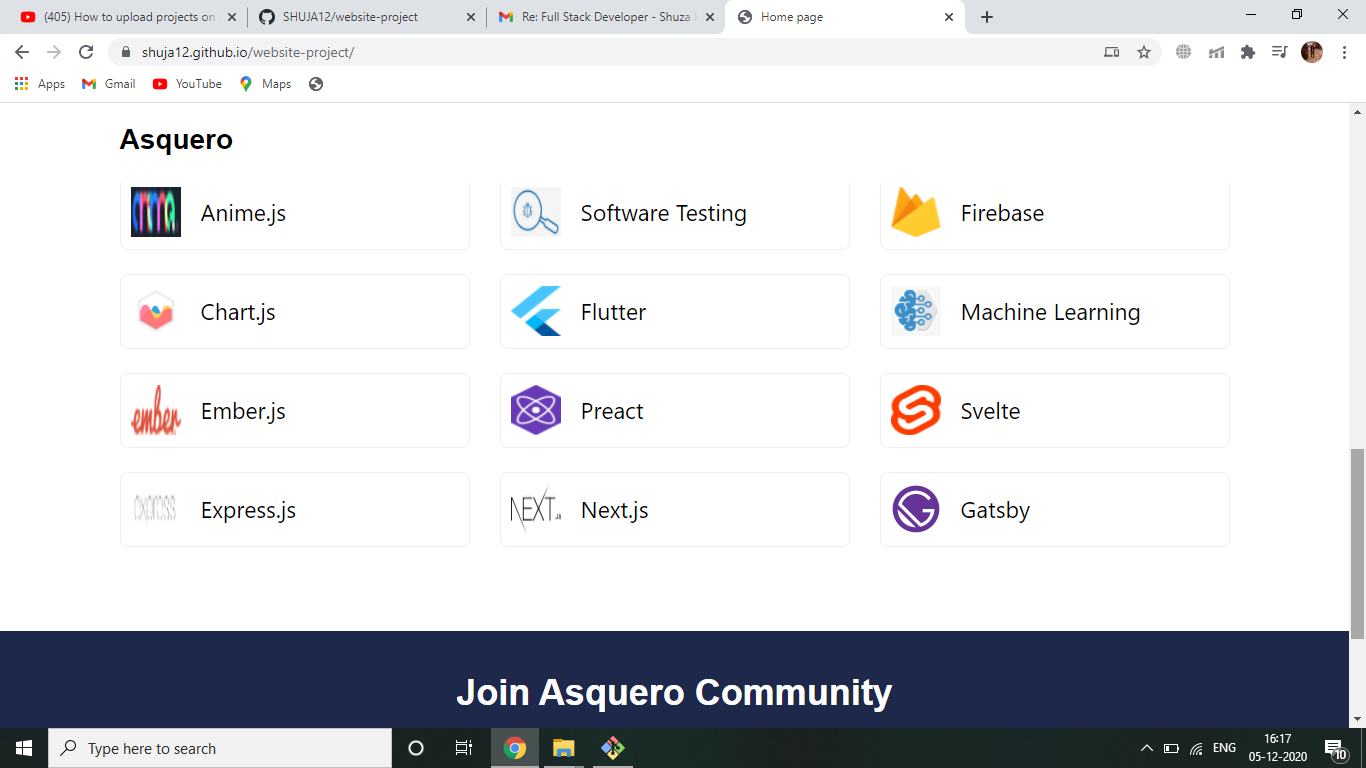 (405) How to upload projects on
SHUJA12/website-project
Re: Full Stack Developer - Shuza
Home page
shuja12.github.io/website-project/
Apps
Gmail
YouTube
Maps
Asquero
Anime.js
Software Testing
Firebase
Chart.js
Flutter
Machine Learning
ember
Ember.js
Preact
Svelte
express
Express.js
NEXT.JS
Next.js
Gatsby
Join Asquero Community
Type here to search
ENG
16:17
05-12-2020
10